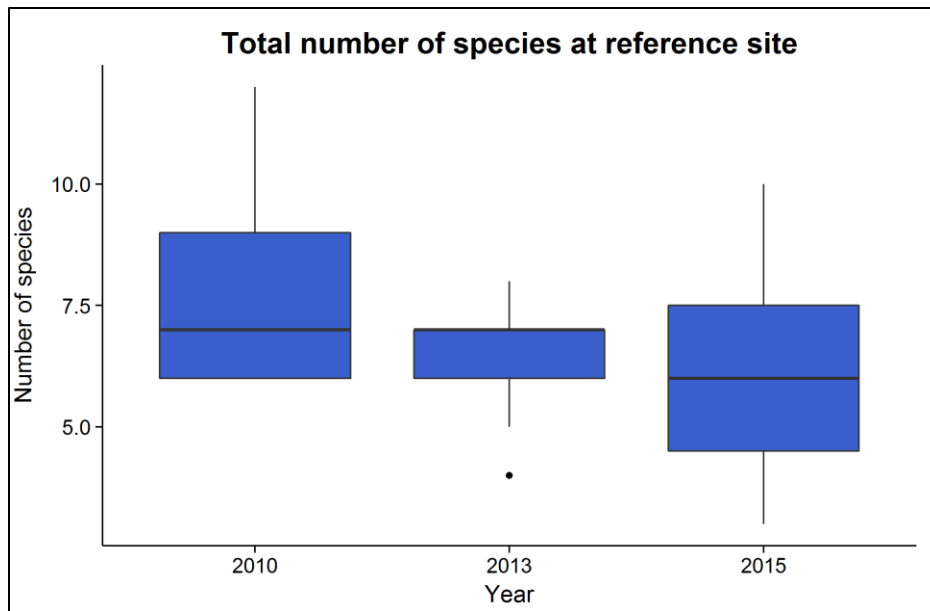 Total number of species at reference site
Number of species
10.0
7.5
5.0
2010 2013 2015
Year